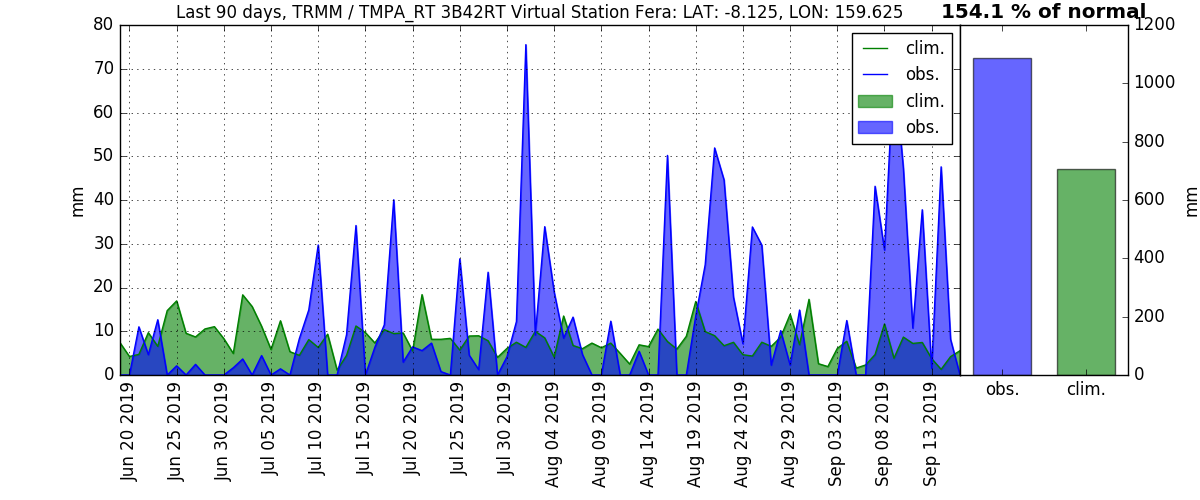 Last 90 days, TRMM / TMPA_RT 3B42RT Virtual Station Fera: LAT: -8.125, LON: 159.625
154.1 % of normal
80
70
60
50
40
30
20
10
0
mm
clim.
obs.
clim.
obs.
1200
1000
800
600
400
200
0
mm
obs.
clim.
Jun 20 2019
Jun 25 2019
Jun 30 2019
Jul 05 2019
Jul 10 2019
Jul 15 2019
Jul 20 2019
Jul 25 2019
Jul 30 2019
Aug 04 2019
Aug 09 2019
Aug 14 2019
Aug 19 2019
Aug 24 2019
Aug 29 2019
Sep 03 2019
Sep 08 2019
Sep 13 2019